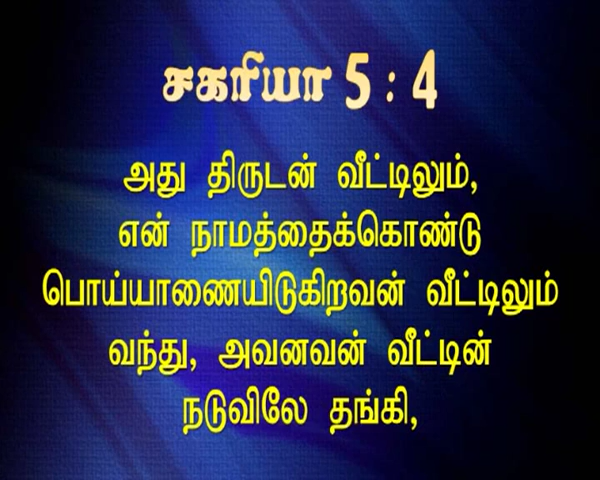 சகரியா 5 : 4
அது திருடன் வீட்டிலும்,
என் நாமத்தைக்கொண்டு
பொய்யாணையிடுகிறவன் வீட்டிலும்
வந்து, அவனவன் வீட்டின்
நடுவிலே தங்கி,